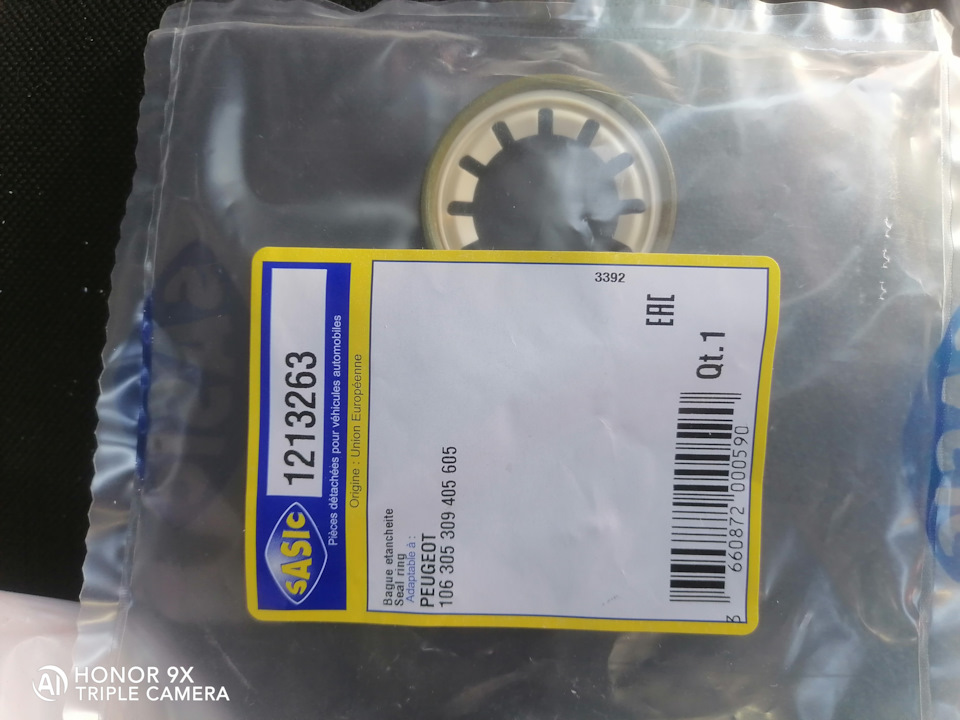 SASIC
1213263
Pièces détachées pour véhicules automobiles
Origine : Union Européenne
3392
EAC
Bague etancheite
Seal ring
Adaptable à :
PEUGEOT
106 305 309 405 605
Qt.1
3 660872 000590
HONOR 9X
TRIPLE CAMERA
AI